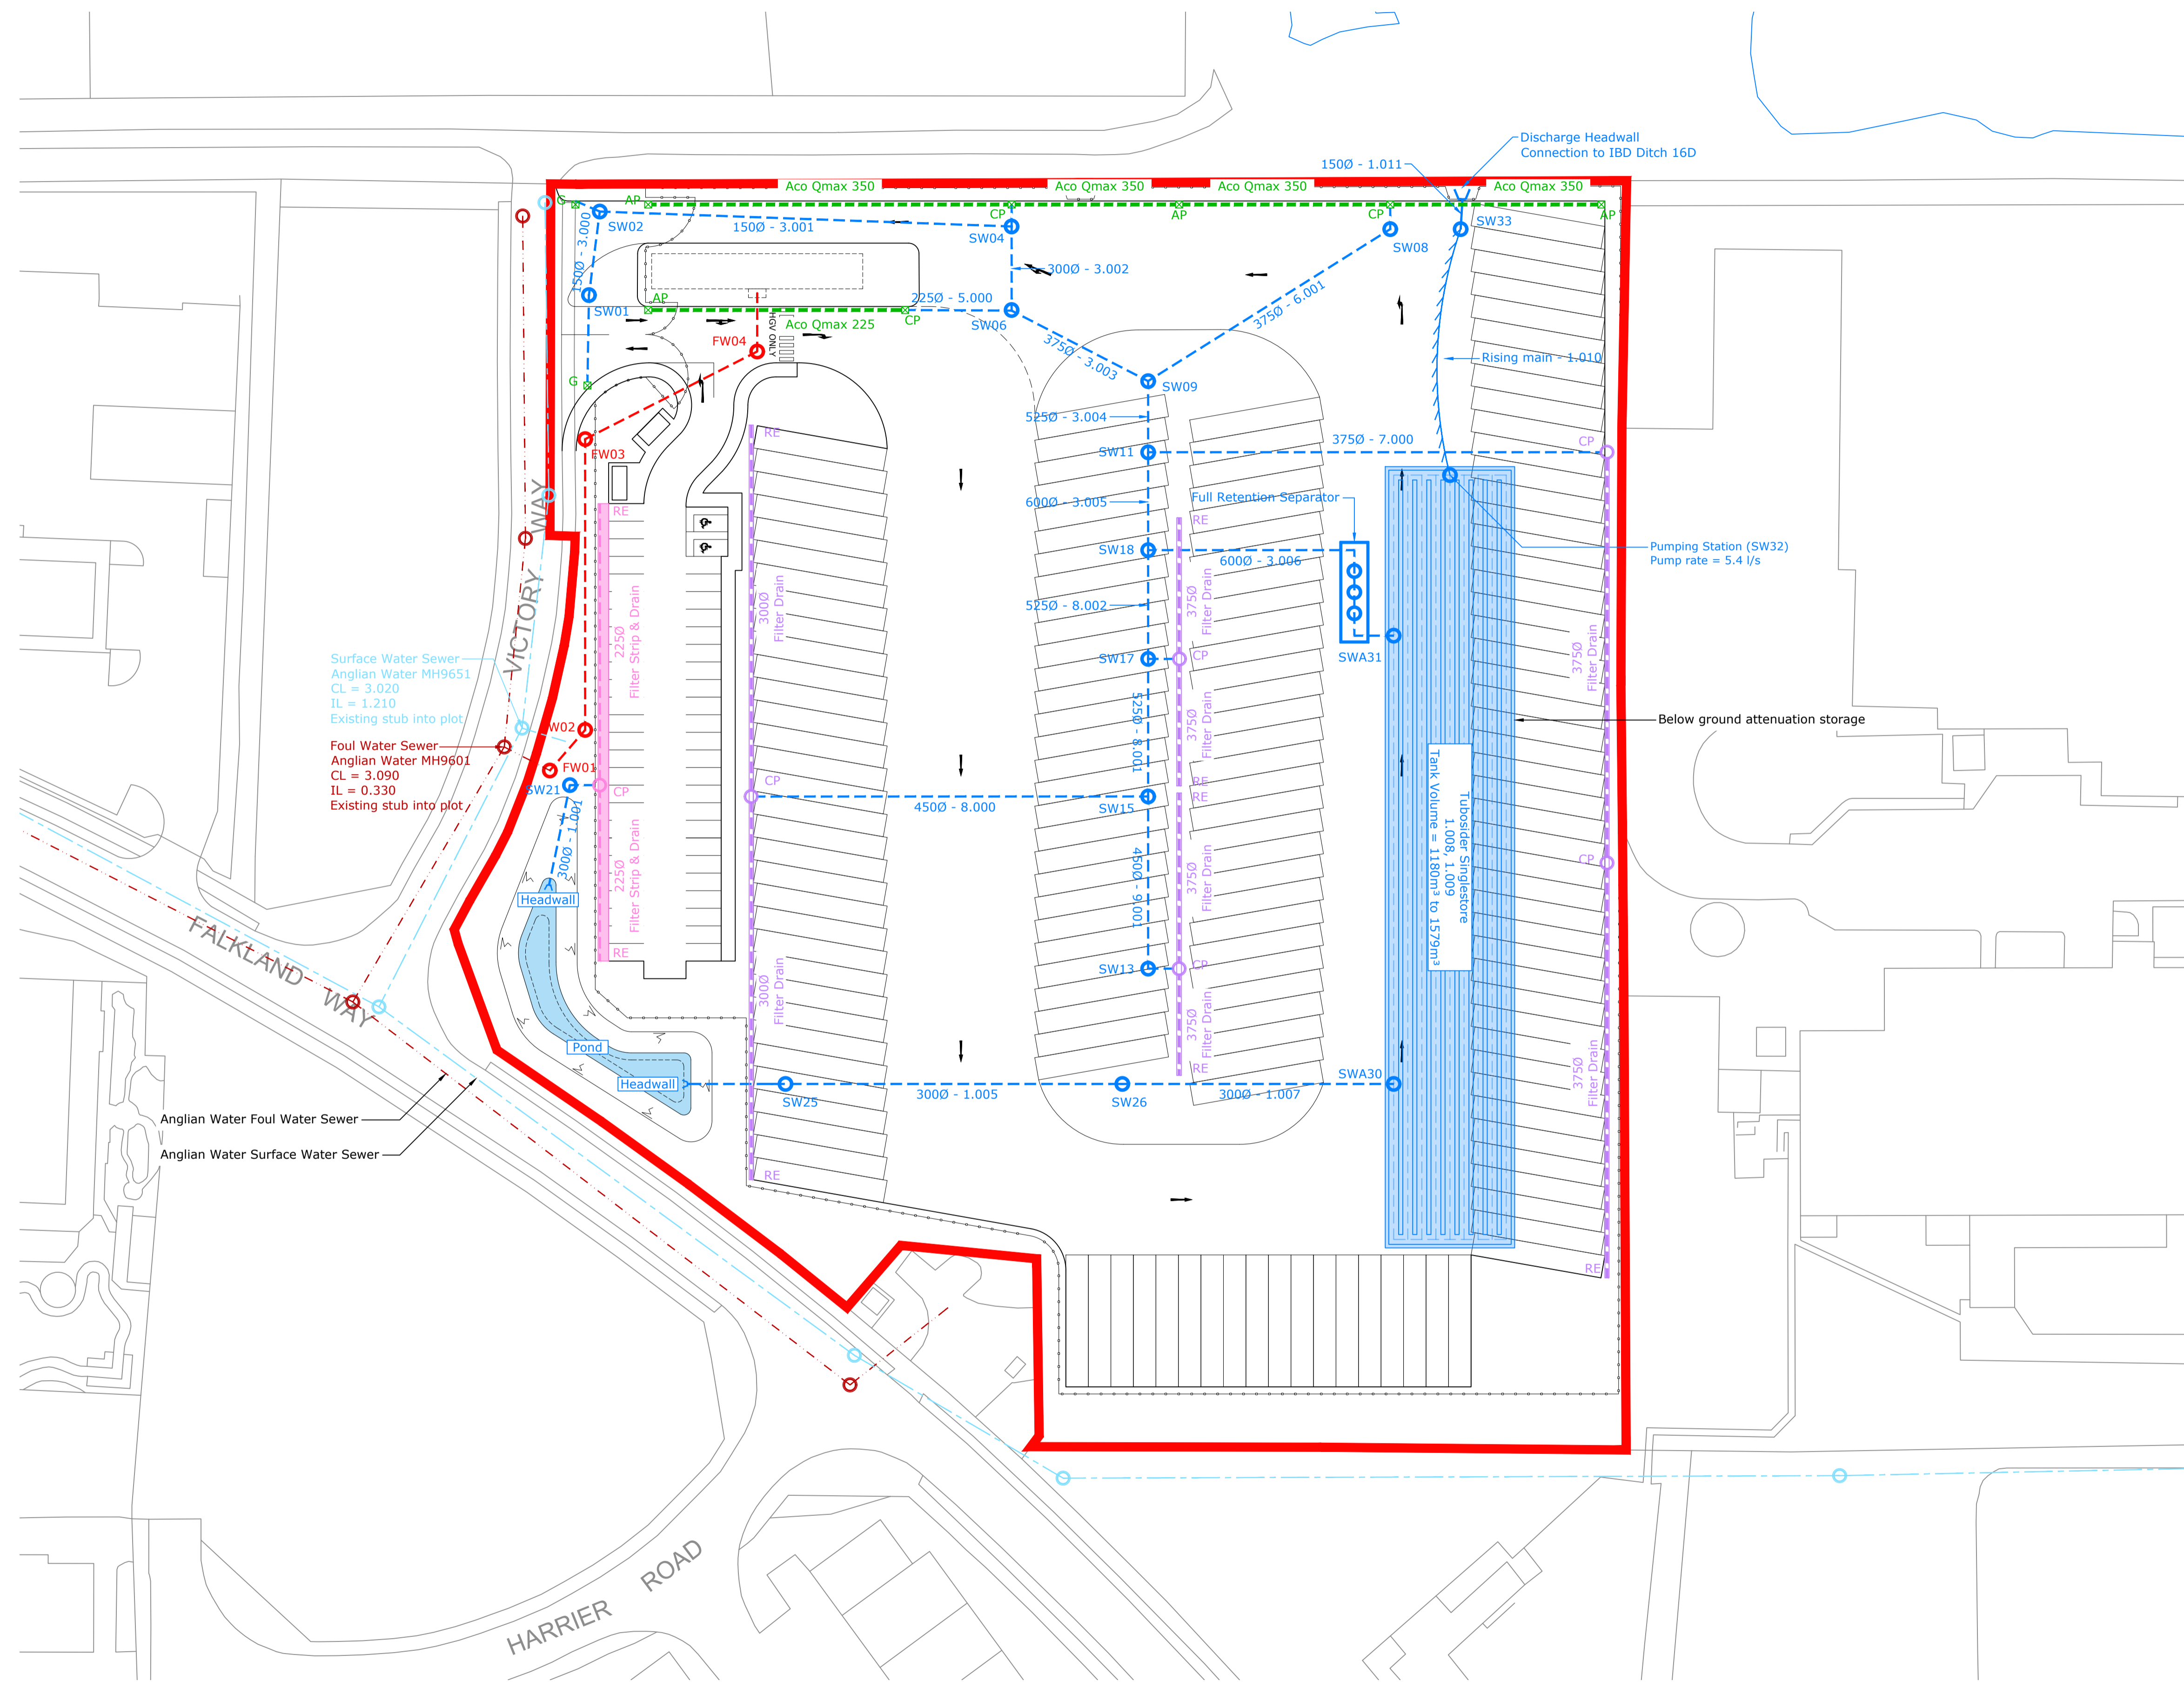 Discharge Headwall
Connection to IBD Ditch 16D
150Ø - 1.011
Aco Qmax 350
Aco Qmax 350
Aco Qmax 350
Aco Qmax 350
G
AP
CP
AP
CP
AP
SW02
150Ø - 3.001
SW04
SW08
SW33
150Ø - 3.000
300Ø - 3.002
SW01
AP
225Ø - 5.000
CP
SW06
Aco Qmax 225
HGV ONLY
FW04
375Ø - 3.003
375Ø - 6.001
Rising main - 1.010
G
SW09
525Ø - 3.004
RE
FW03
SW11
375Ø - 7.000
CP
600Ø - 3.005
Full Retention Separator
RE
RE
SW18
600Ø - 3.006
Pumping Station (SW32)
Pump rate = 5.4 l/s
VICTORY WAY
225Ø
Filter Strip & Drain
300Ø
Filter Drain
525Ø - 8.002
375Ø
Filter Drain
SW17
CP
SWA31
375Ø
Filter Drain
Surface Water Sewer
Anglian Water MH9651
CL = 3.020
IL = 1.210
Existing stub into plot
Foul Water Sewer
Anglian Water MH9601
CL = 3.090
IL = 0.330
Existing stub into plot
W02
FW01
SW21
CP
CP
525Ø - 8.001
375Ø
Filter Drain
RE
RE
450Ø - 8.000
SW15
Below ground attenuation storage
Tubosider Singlestore
1.008, 1.009
Tank Volume = 1180m³ to 1579m³
300Ø - 1.001
225Ø
Filter Strip & Drain
450Ø - 9.001
375Ø
Filter Drain
CP
Headwall
FALKLAND WAY
RE
300Ø
Filter Drain
SW13
CP
375Ø
Filter Drain
Pond
Headwall
SW25
300Ø - 1.005
SW26
RE
300Ø - 1.007
SWA30
375Ø
Filter Drain
Anglian Water Foul Water Sewer
Anglian Water Surface Water Sewer
RE
RE
HARRIER ROAD